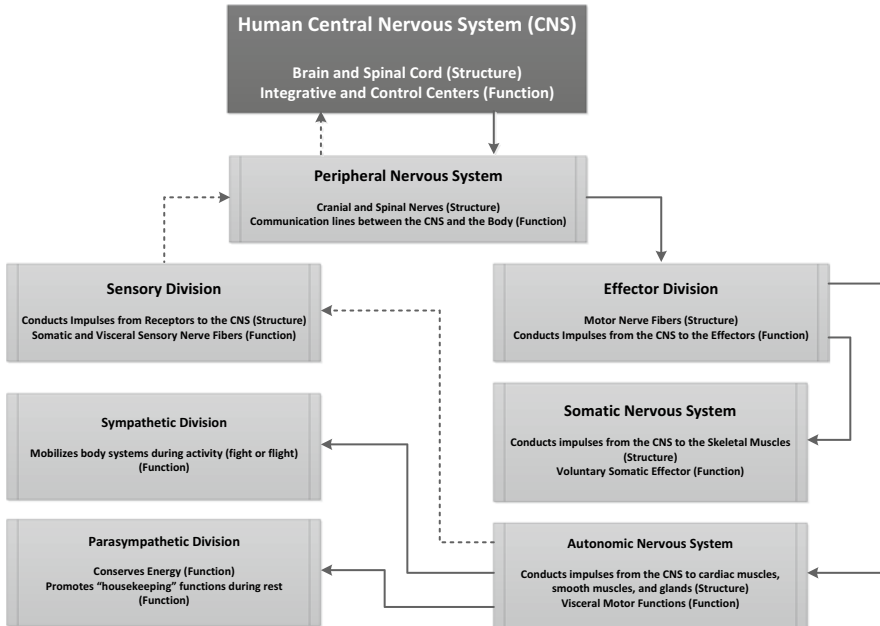 Human Central Nervous System (CNS)
Brain and Spinal Cord (Structure)
Integrative and Control Centers (Function)
Peripheral Nervous System
Cranial and Spinal Nerves (Structure)
Communication lines between the CNS and the Body (Function)
Sensory Division
Conducts Impulses from Receptors to the CNS (Structure)
Somatic and Visceral Sensory Nerve Fibers (Function)
Effector Division
Motor Nerve Fibers (Structure)
Conducts Impulses from the CNS to the Effectors (Function)
Sympathetic Division
Mobilizes body systems during activity (fight or flight)
(Function)
Somatic Nervous System
Conducts impulses from the CNS to the Skeletal Muscles
(Structure)
Voluntary Somatic Effector (Function)
Parasympathetic Division
Conserves Energy (Function)
Promotes “housekeeping” functions during rest
(Function)
Autonomic Nervous System
Conducts impulses from the CNS to cardiac muscles,
smooth muscles, and glands (Structure)
Visceral Motor Functions (Function)